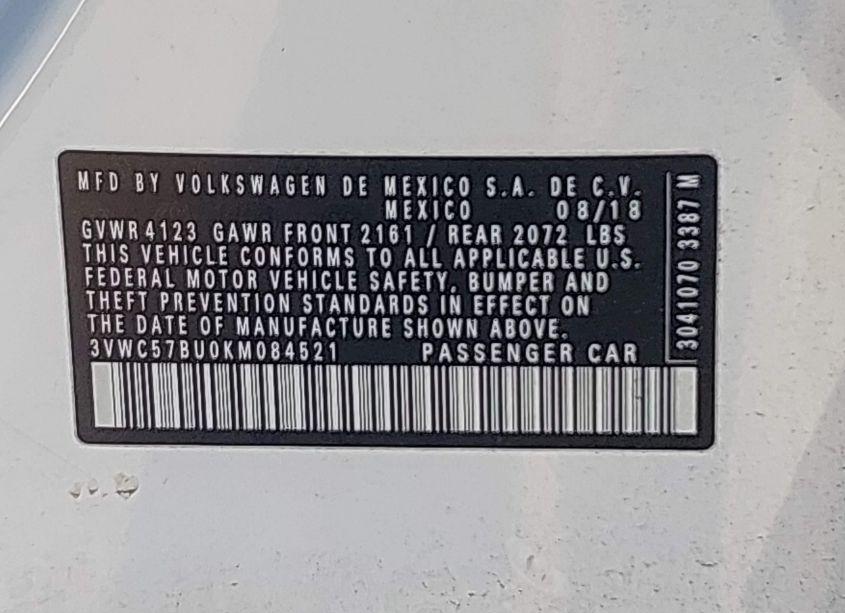 MFD BY VOLKSWAGEN DE MEXICO S.A. DE C.V.
MEXICO 08/18
GVWR 4123 GAWR FRONT 2161 / REAR 2072 LBS
THIS VEHICLE CONFORMS TO ALL APPLICABLE U.S.
FEDERAL MOTOR VEHICLE SAFETY, BUMPER AND
THEFT PREVENTION STANDARDS IN EFFECT ON
THE DATE OF MANUFACTURE SHOWN ABOVE.
3VWC57BU0KM084521 PASSENGER CAR
3041070 3387 M